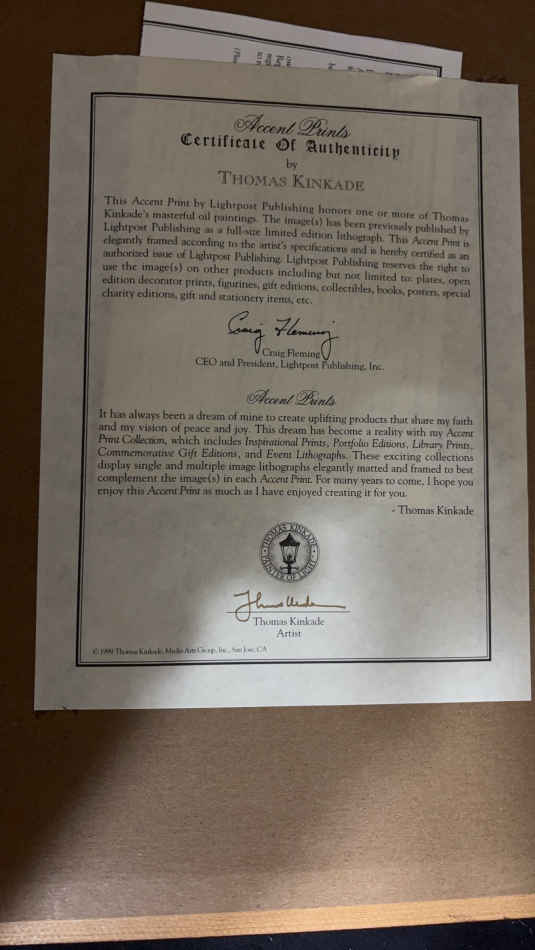 Accent Prints
Certificate Of Authenticity
by
THOMAS KINKADE
This Accent Print by Lightpost Publishing honors one or more of Thomas
Kinkade's masterful oil paintings. The image(s) has been previously published by
Lightpost Publishing as a full-size limited edition lithograph. This Accent Print is
elegantly framed according to the artist's specifications and is hereby certified as an
authorized issue of Lightpost Publishing. Lightpost Publishing reserves the right to
use the image(s) on other products including but not limited to: plates, open
edition decorator prints, figurines, gift editions, collectibles, books, posters, special
charity editions, gift and stationery items, etc.
Craig Fleming
Craig Fleming
CEO and President, Lightpost Publishing, Inc.
Accent Prints
It has always been a dream of mine to create uplifting products that share my faith
and my vision of peace and joy. This dream has become a reality with my Accent
Print Collection, which includes Inspirational Prints, Portfolio Editions, Library Prints,
Commemorative Gift Editions, and Event Lithographs. These exciting collections
display single and multiple image lithographs elegantly matted and framed to best
complement the image(s) in each Accent Print. For many years to come, I hope you
enjoy this Accent Print as much as I have enjoyed creating it for you.
- Thomas Kinkade
THOMAS KINKADE
PAINTER OF LIGHT
Thomas Kinkade
Artist
Thomas Kinkade, Media Arts Group, Inc., San Jose, CA